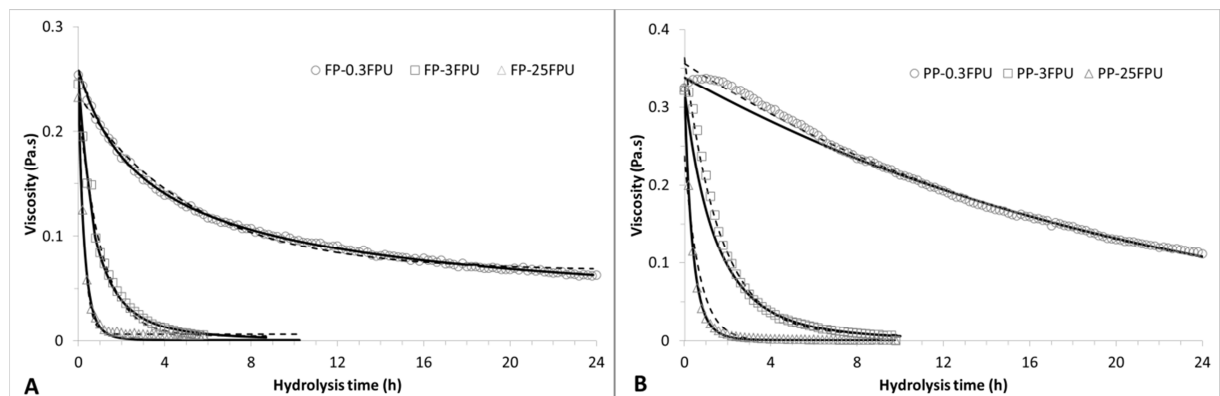 0.3
0.2
0.1
0
Viscosity (Pa.s)
FP-0.3FPU FP-3FPU FP-25FPU
0 4 8 12 16 20 24
Hydrolysis time (h)
A
0.4
0.3
0.2
0.1
0
Viscosity (Pa.s)
PP-0.3FPU PP-3FPU PP-25FPU
0 4 8 12 16 20 24
Hydrolysis time (h)
B